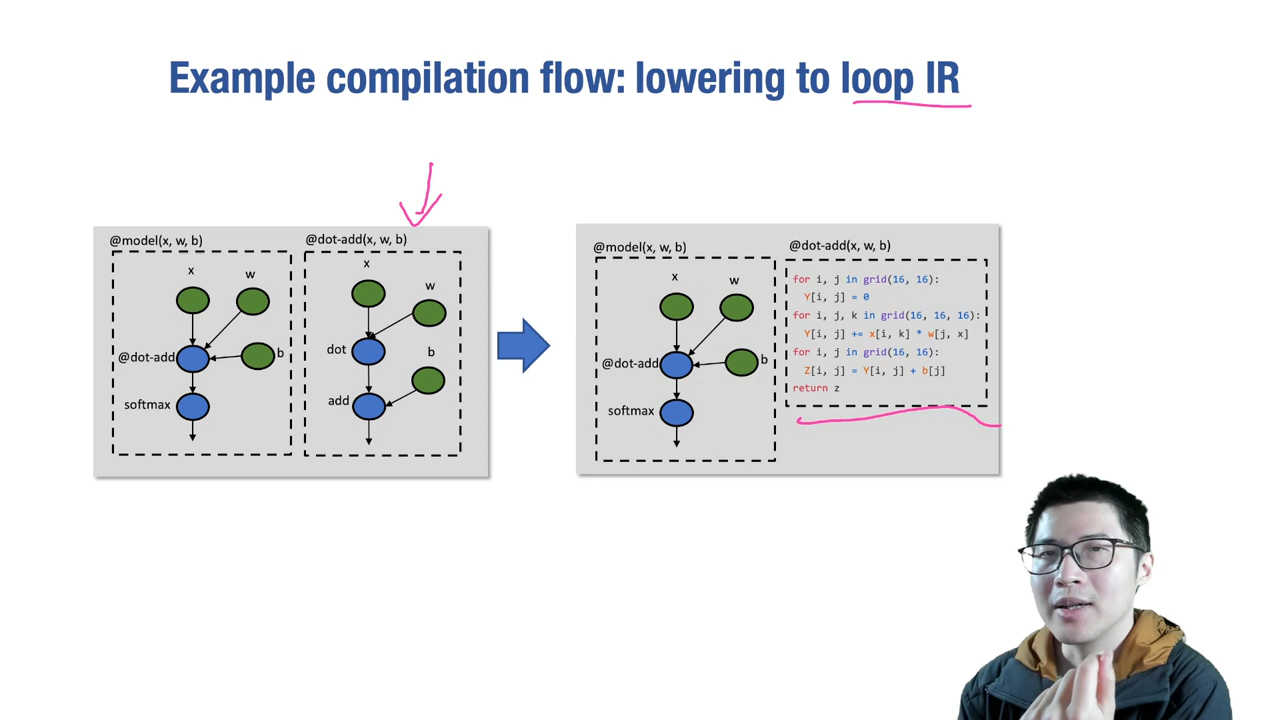 Example compilation flow: lowering to loop IR
@model(x, w, b)
x
w
@dot-add
b
softmax
@dot-add(x, w, b)
x
w
dot
b
add
@model(x, w, b)
x
w
@dot-add
b
softmax
@dot-add(x, w, b)
for i, j in grid(16, 16):
Y[i, j] = 0
for i, j, k in grid(16, 16, 16):
Y[i, j] += x[i, k] * w[j, x]
for i, j in grid(16, 16):
Z[i, j] = Y[i, j] + b[j]
return z